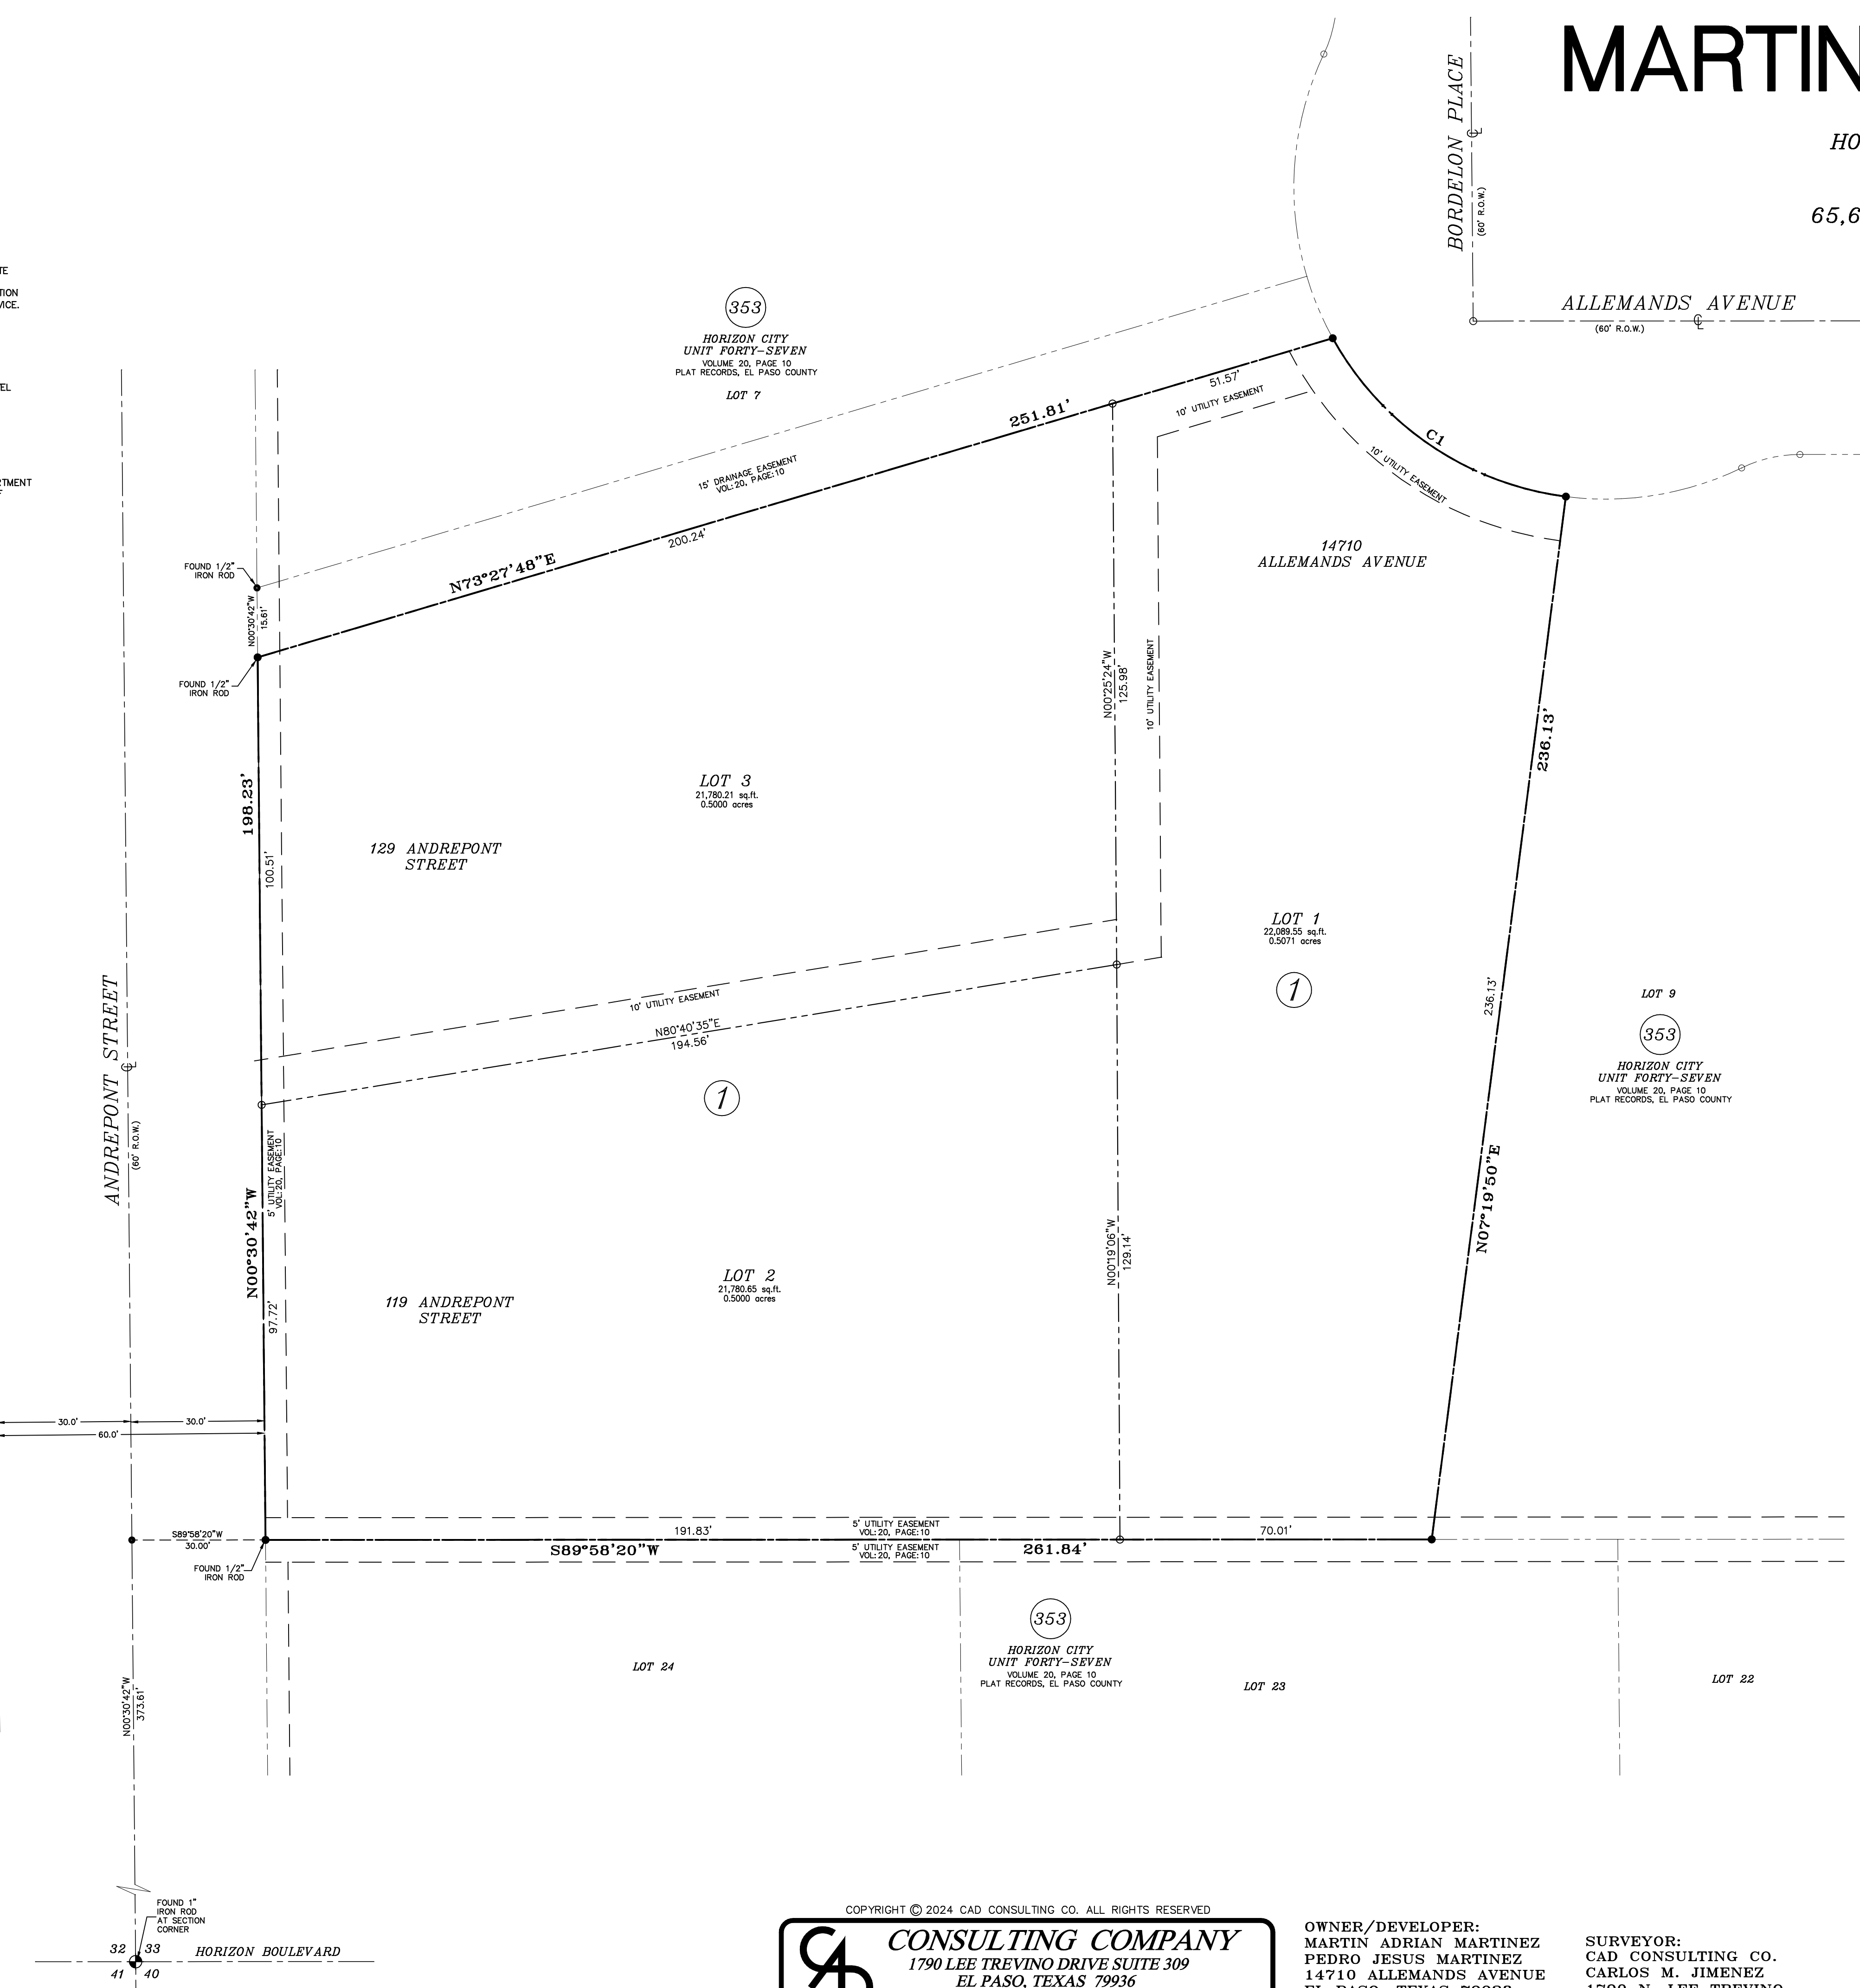 MARTIN
HO
65,6
BORDELON PLACE
(60' R.O.W.)
ALLEMANDS AVENUE
(60' R.O.W.)
TE
TION
VICE.
EL
RTMENT
353
HORIZON CITY
UNIT FORTY-SEVEN
VOLUME 20, PAGE 10
PLAT RECORDS, EL PASO COUNTY
LOT 7
51.57'
10' UTILITY EASEMENT
251.81'
C1
10' UTILITY EASEMENT
15' DRAINAGE EASEMENT
VOL:20, PAGE:10
200.24'
N73°27'48"E
14710
ALLEMANDS AVENUE
FOUND 1/2"
IRON ROD
N00°30'42"W
15.61'
FOUND 1/2"
IRON ROD
N00°25'24"W
125.98'
10' UTILITY EASEMENT
236.13'
LOT 3
21,780.21 sq.ft.
0.5000 acres
198.23'
129 ANDREPONT
STREET
100.51'
LOT 1
22,089.55 sq.ft.
0.5071 acres
1
236.13'
LOT 9
353
HORIZON CITY
UNIT FORTY-SEVEN
VOLUME 20, PAGE 10
PLAT RECORDS, EL PASO COUNTY
10' UTILITY EASEMENT
N80°40'35"E
194.56'
1
ANDREPONT STREET
(60' R.O.W.)
5' UTILITY EASEMENT
VOL:20, PAGE:10
N00°30'42"W
97.72'
N00°19'06"W
129.14'
N07°19'50"E
LOT 2
21,780.65 sq.ft.
0.5000 acres
119 ANDREPONT
STREET
30.0'
30.0'
60.0'
S89°58'20"W
30.00'
191.83'
5' UTILITY EASEMENT
VOL:20, PAGE:10
70.01'
S89°58'20"W
5' UTILITY EASEMENT
VOL:20, PAGE:10
261.84'
FOUND 1/2"
IRON ROD
353
HORIZON CITY
UNIT FORTY-SEVEN
VOLUME 20, PAGE 10
PLAT RECORDS, EL PASO COUNTY
LOT 24
LOT 23
LOT 22
N00°30'42"W
373.61'
FOUND 1"
IRON ROD
AT SECTION
CORNER
32 33
41 40
HORIZON BOULEVARD
COPYRIGHT © 2024 CAD CONSULTING CO. ALL RIGHTS RESERVED
CAD
CONSULTING COMPANY
1790 LEE TREVINO DRIVE SUITE 309
EL PASO, TEXAS 79936
OWNER/DEVELOPER:
MARTIN ADRIAN MARTINEZ
PEDRO JESUS MARTINEZ
14710 ALLEMANDS AVENUE
SURVEYOR:
CAD CONSULTING CO.
CARLOS M. JIMENEZ